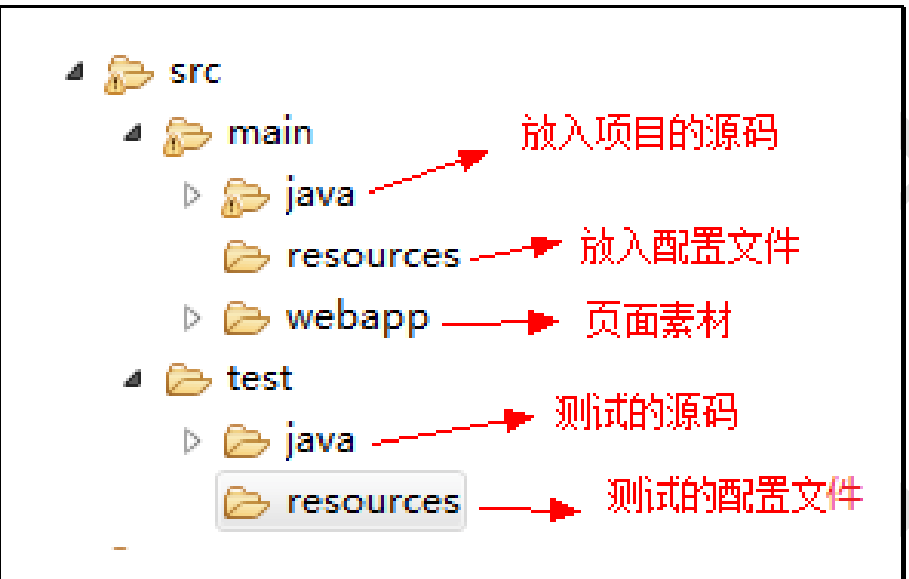 src
main
放入项目的源码
java
放入配置文件
resources
webapp
页面素材
test
测试的源码
java
测试的配置文件
resources